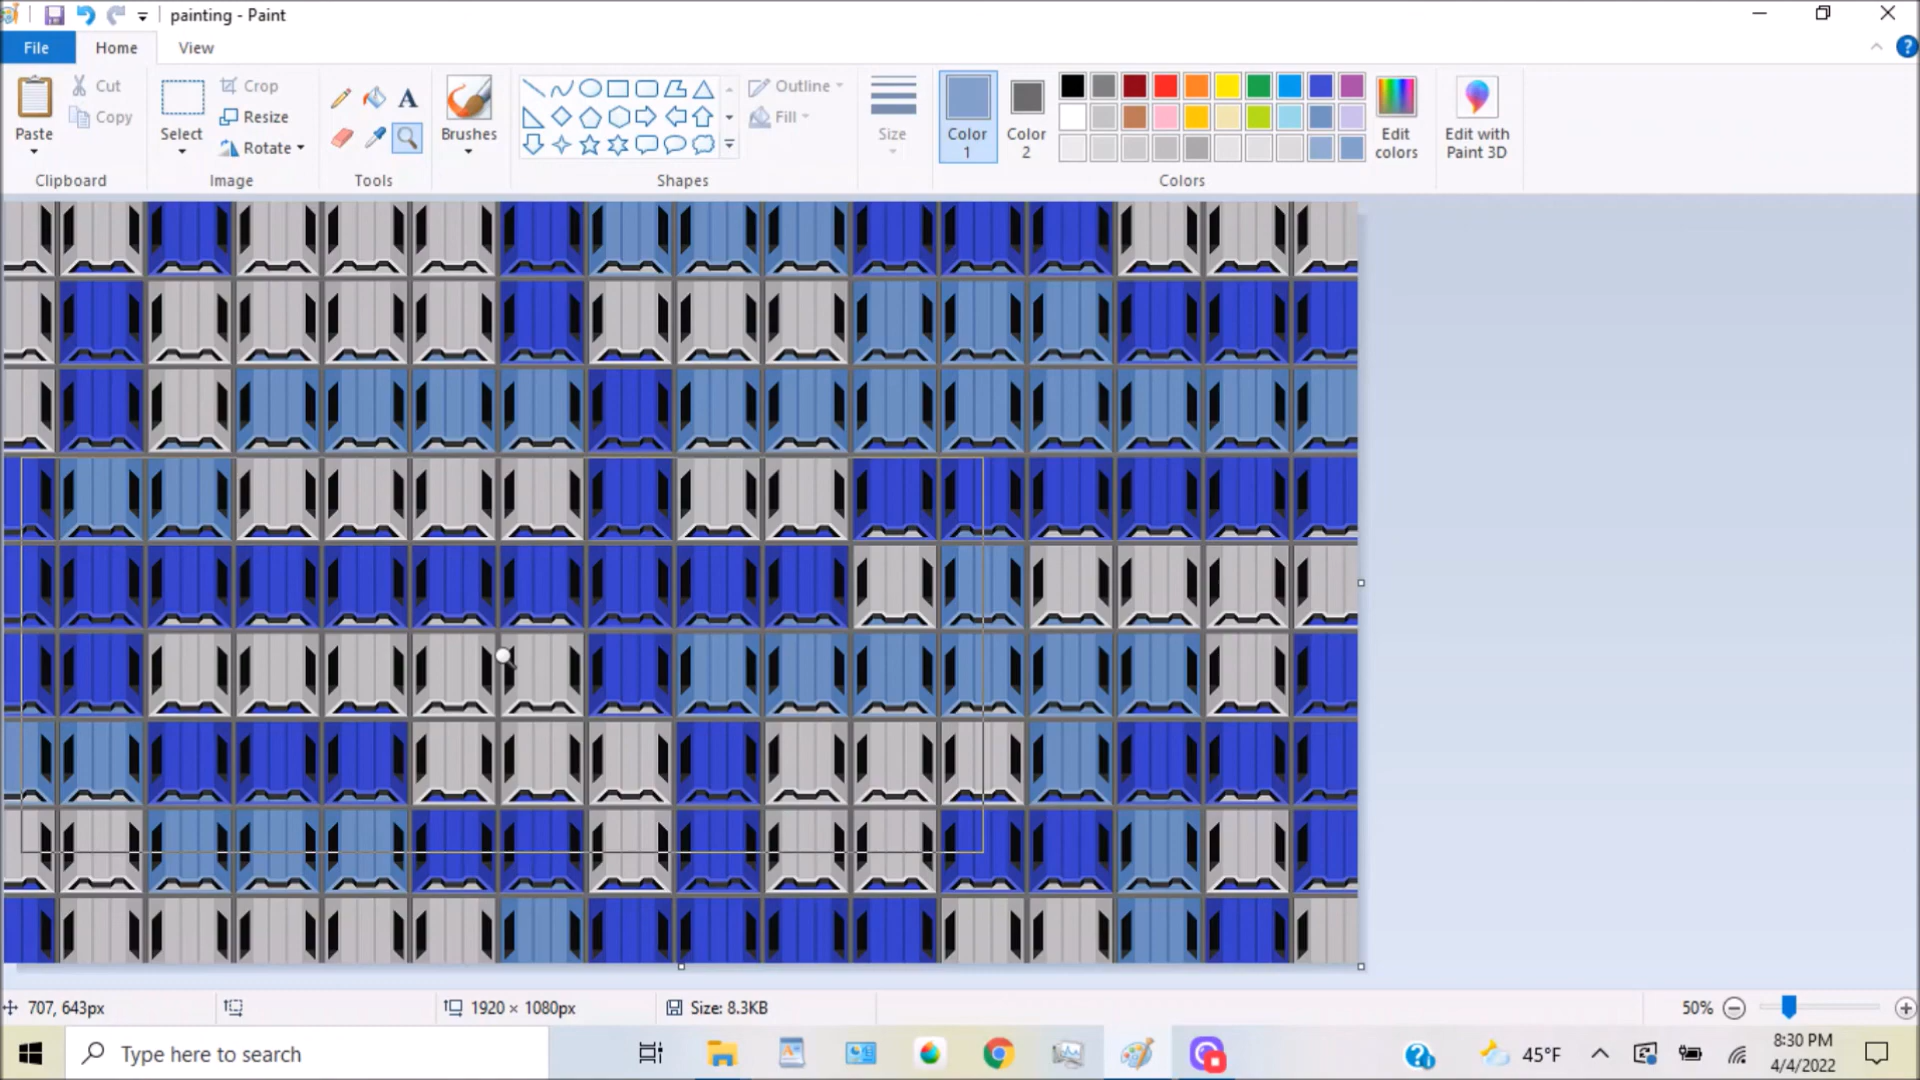 painting - Paint
File Home View
Paste
Cut
Copy
Clipboard
Select
Crop
Resize
Rotate
Image
A
Tools
Brushes
Shapes
Outline
Fill
Size
Color 1
Color 2
Edit colors
Colors
Edit with Paint 3D
707, 643px
1920 × 1080px
Size: 8.3KB
50%
Type here to search
45°F
8:30 PM
4/4/2022